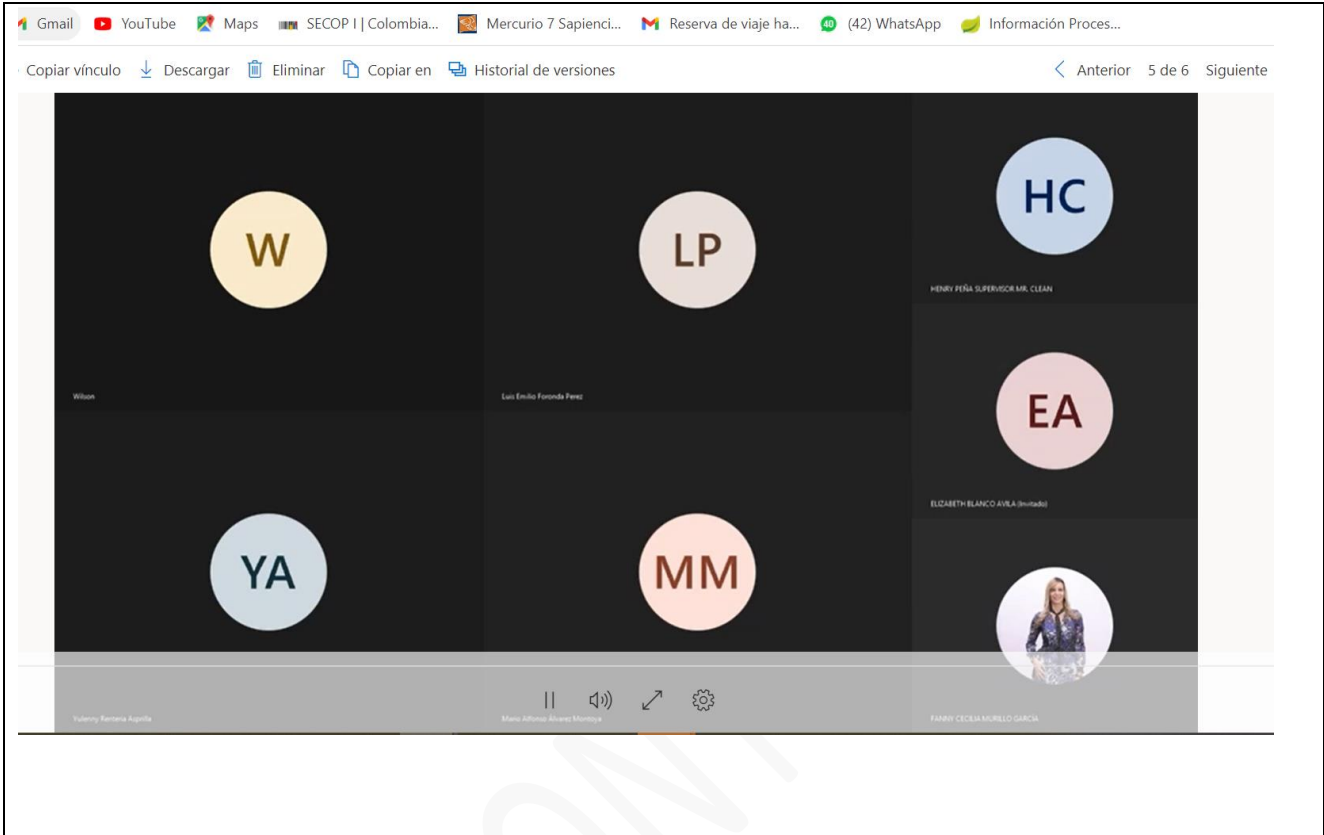 Gmail YouTube Maps SECOP I | Colombia... Mercurio 7 Sapienci... Reserva de viaje ha... (42) WhatsApp Información Proces...
Copiar vínculo Descargar Eliminar Copiar en Historial de versiones Anterior 5 de 6 Siguiente
W
Wilson
LP
Luis Emilio Foronda Perez
HC
HENRY PEÑA SUPERVISOR MR. CLEAN
EA
ELIZABETH BLANCO AVILA (Invitado)
YA
Yulenny Renteria Asprilla
MM
Mario Alfonso Álvarez Montoya
FANNY CECILIA MURILLO GARCÍA